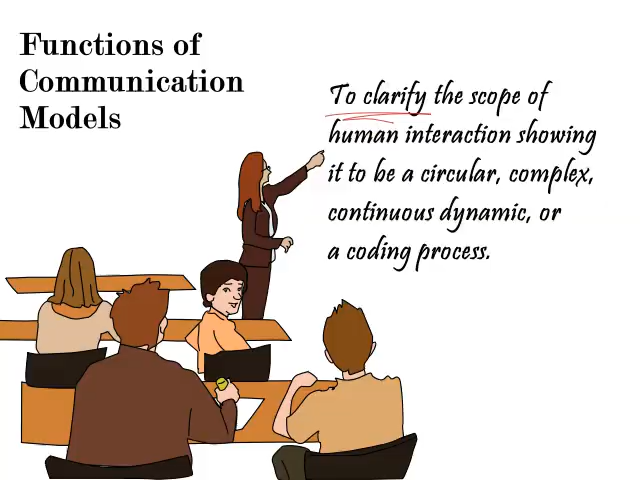 Functions of
Communication
Models
To clarify the scope of
human interaction showing
it to be a circular, complex,
continuous dynamic, or
a coding process.